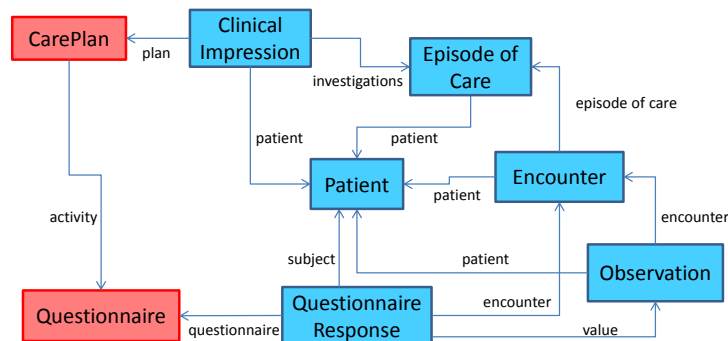 CarePlan
plan
Clinical
Impression
investigations
Episode of
Care
episode of care
patient
patient
Patient
patient
Encounter
activity
encounter
subject
patient
Observation
Questionnaire
questionnaire
Questionnaire
Response
encounter
value